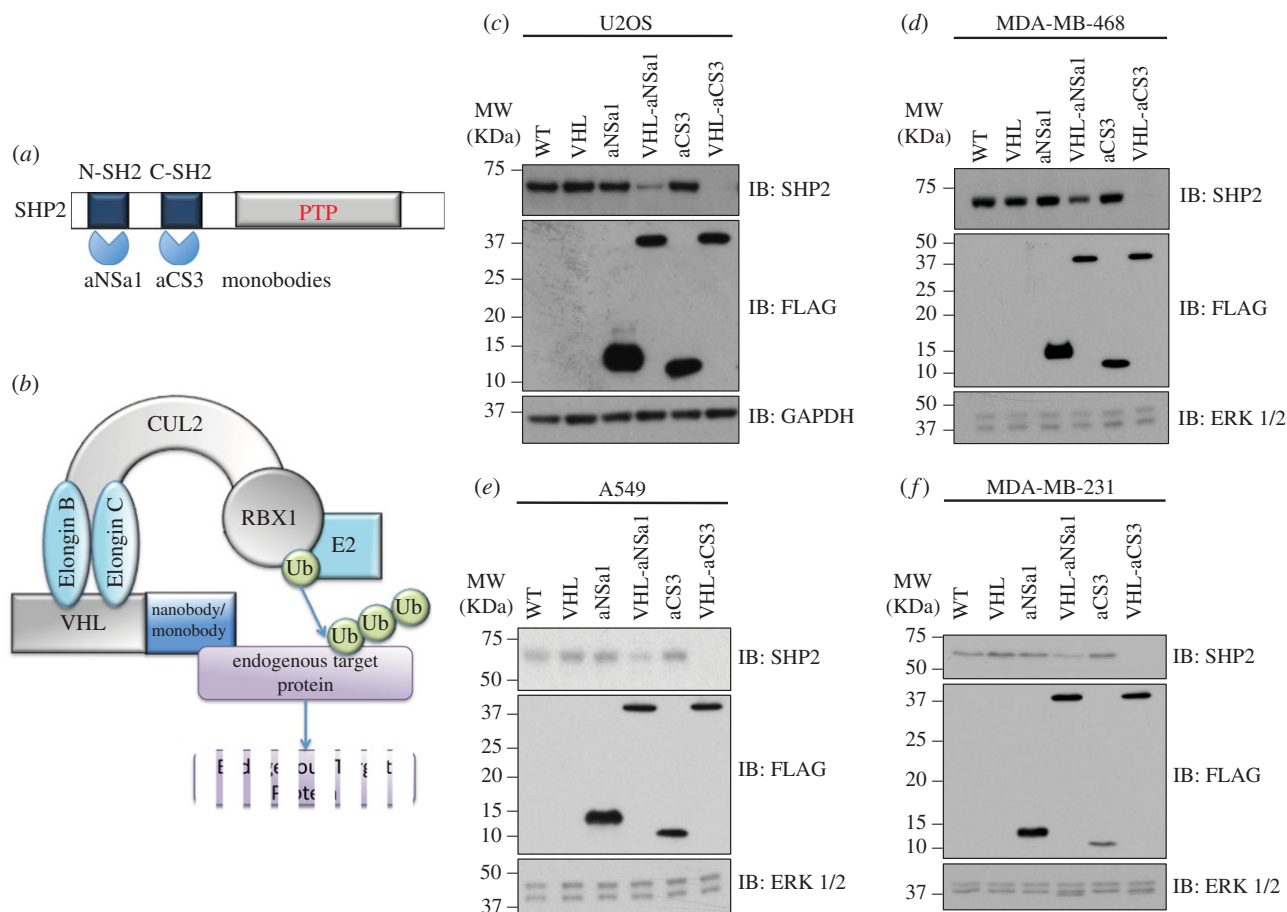 (a)
N-SH2 C-SH2
SHP2
PTP
aNSa1 aCS3 monobodies
(b)
CUL2
Elongin B
Elongin C
RBX1
E2
Ub
VHL
nanobody/
monobody
Ub
Ub
Ub
endogenous target
protein
Endogenous Target
Protein
(c)
U2OS
MW
(KDa)
WT
VHL
aNSa1
VHL-aNSa1
aCS3
VHL-aCS3
75
IB: SHP2
37
25
20
15
10
IB: FLAG
37
IB: GAPDH
(d)
MDA-MB-468
MW
(KDa)
WT
VHL
aNSa1
VHL-aNSa1
aCS3
VHL-aCS3
75
IB: SHP2
50
37
25
20
15
10
IB: FLAG
50
37
IB: ERK 1/2
(e)
A549
MW
(KDa)
WT
VHL
aNSa1
VHL-aNSa1
aCS3
VHL-aCS3
75
50
IB: SHP2
37
25
20
15
10
IB: FLAG
50
37
IB: ERK 1/2
(f)
MDA-MB-231
MW
(KDa)
WT
VHL
aNSa1
VHL-aNSa1
aCS3
VHL-aCS3
75
50
IB: SHP2
37
25
20
15
10
IB: FLAG
37
IB: ERK 1/2